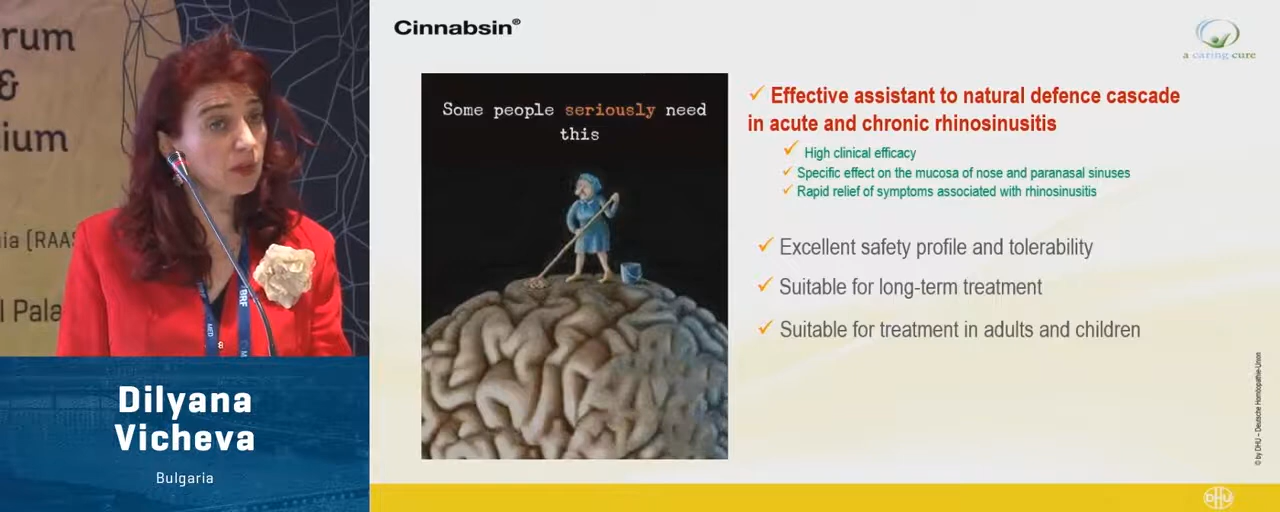 rum
&
ium
ia (RAAS
l Pala
BRF
Dilyana
Vicheva
Bulgaria
Cinnabsin®
a caring cure
Some people seriously need
this
✓ Effective assistant to natural defence cascade
in acute and chronic rhinosinusitis
✓ High clinical efficacy
✓ Specific effect on the mucosa of nose and paranasal sinuses
✓ Rapid relief of symptoms associated with rhinosinusitis
✓ Excellent safety profile and tolerability
✓ Suitable for long-term treatment
✓ Suitable for treatment in adults and children
© by DHU – Deutsche Homöopathie-Union
DHU